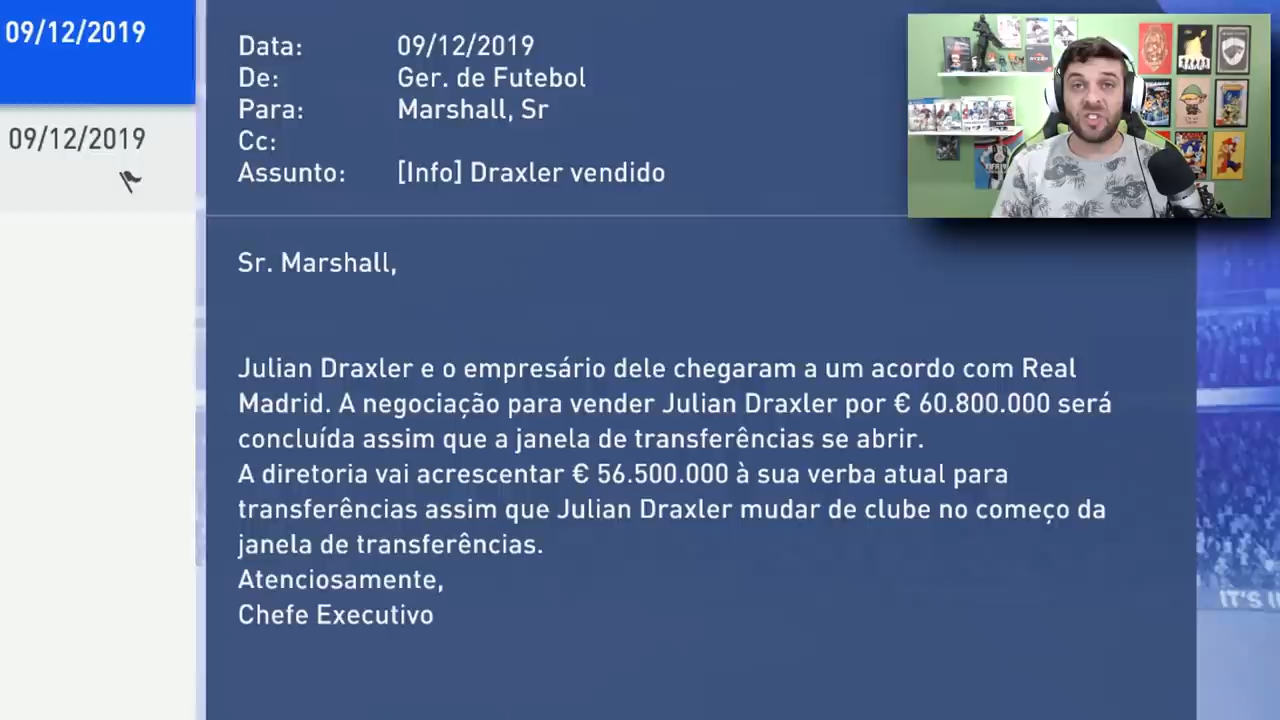 09/12/2019
09/12/2019
Data: 09/12/2019
De: Ger. de Futebol
Para: Marshall, Sr
Cc:
Assunto: [Info] Draxler vendido
Sr. Marshall,
Julian Draxler e o empresário dele chegaram a um acordo com Real
Madrid. A negociação para vender Julian Draxler por € 60.800.000 será
concluída assim que a janela de transferências se abrir.
A diretoria vai acrescentar € 56.500.000 à sua verba atual para
transferências assim que Julian Draxler mudar de clube no começo da
janela de transferências.
Atenciosamente,
Chefe Executivo
IT'S I